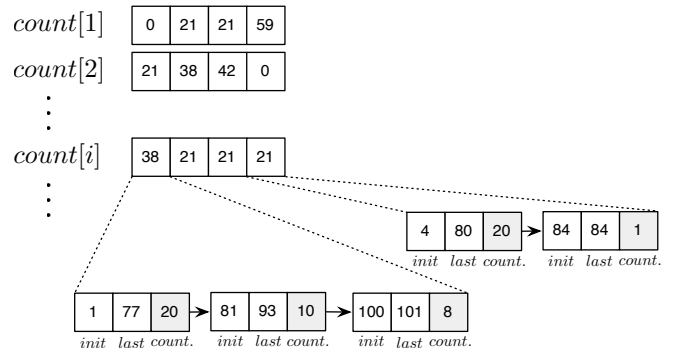 count[1] 0 21 21 59
count[2] 21 38 42 0
count[i] 38 21 21 21
4 80 20 84 84 1
init last count. init last count.
1 77 20 81 93 10 100 101 8
init last count. init last count. init last count.